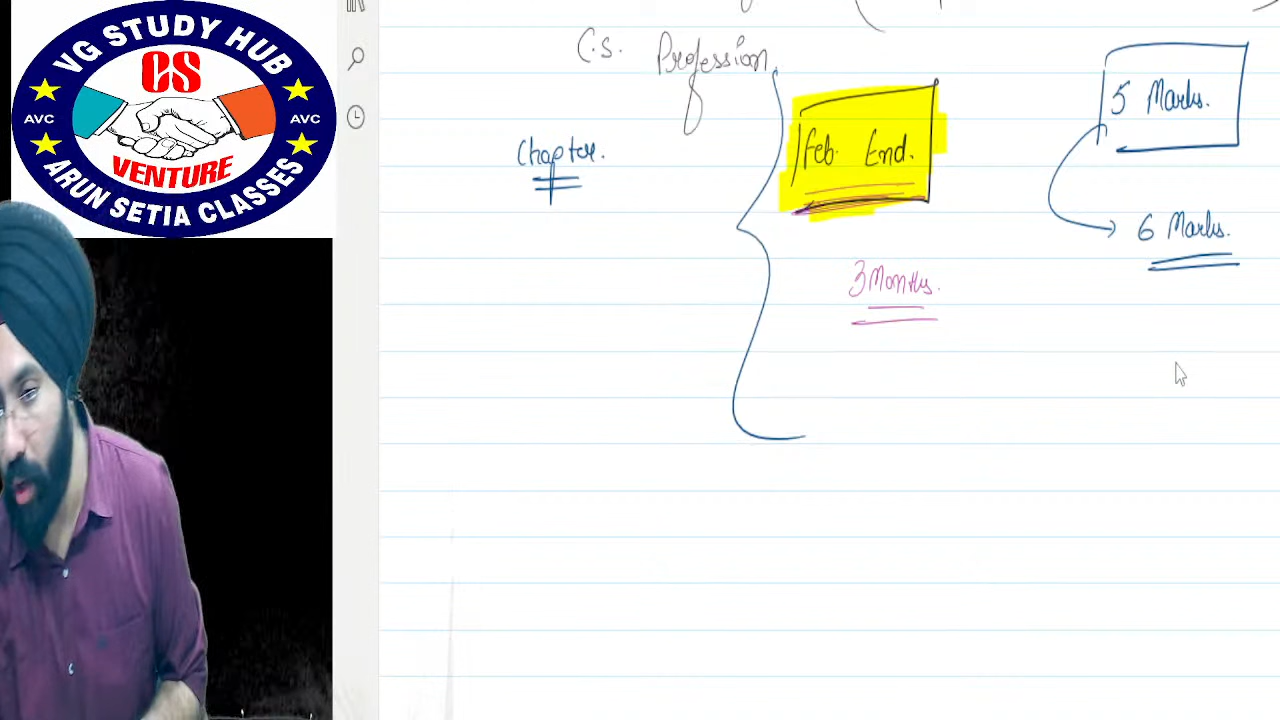 VG STUDY HUB
CS
AVC
AVC
VENTURE
ARUN SETIA CLASSES
C.S. Profession
5 Marks.
Chapter.
Feb. End.
6 Marks.
3 Months.